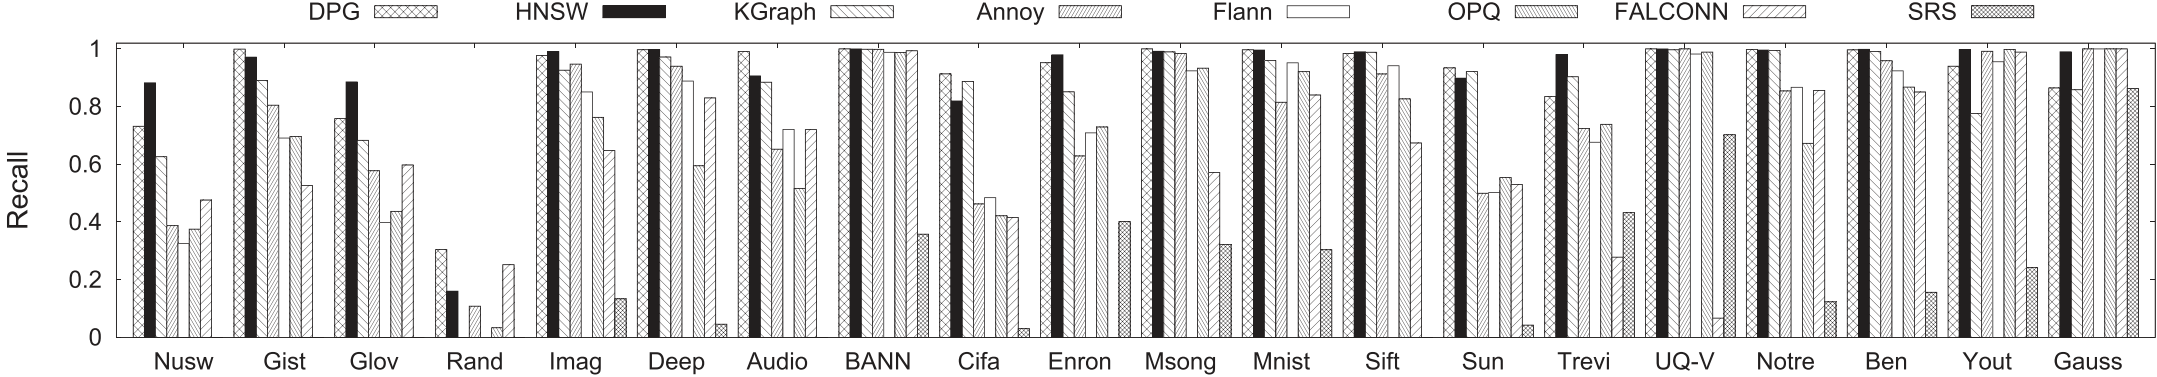 DPG HNSW KGraph Annoy Flann OPQ FALCONN SRS
1
0.8
0.6
0.4
0.2
0
Recall
Nusw Gist Glov Rand Imag Deep Audio BANN Cifa Enron Msong Mnist Sift Sun Trevi UQ-V Notre Ben Yout Gauss